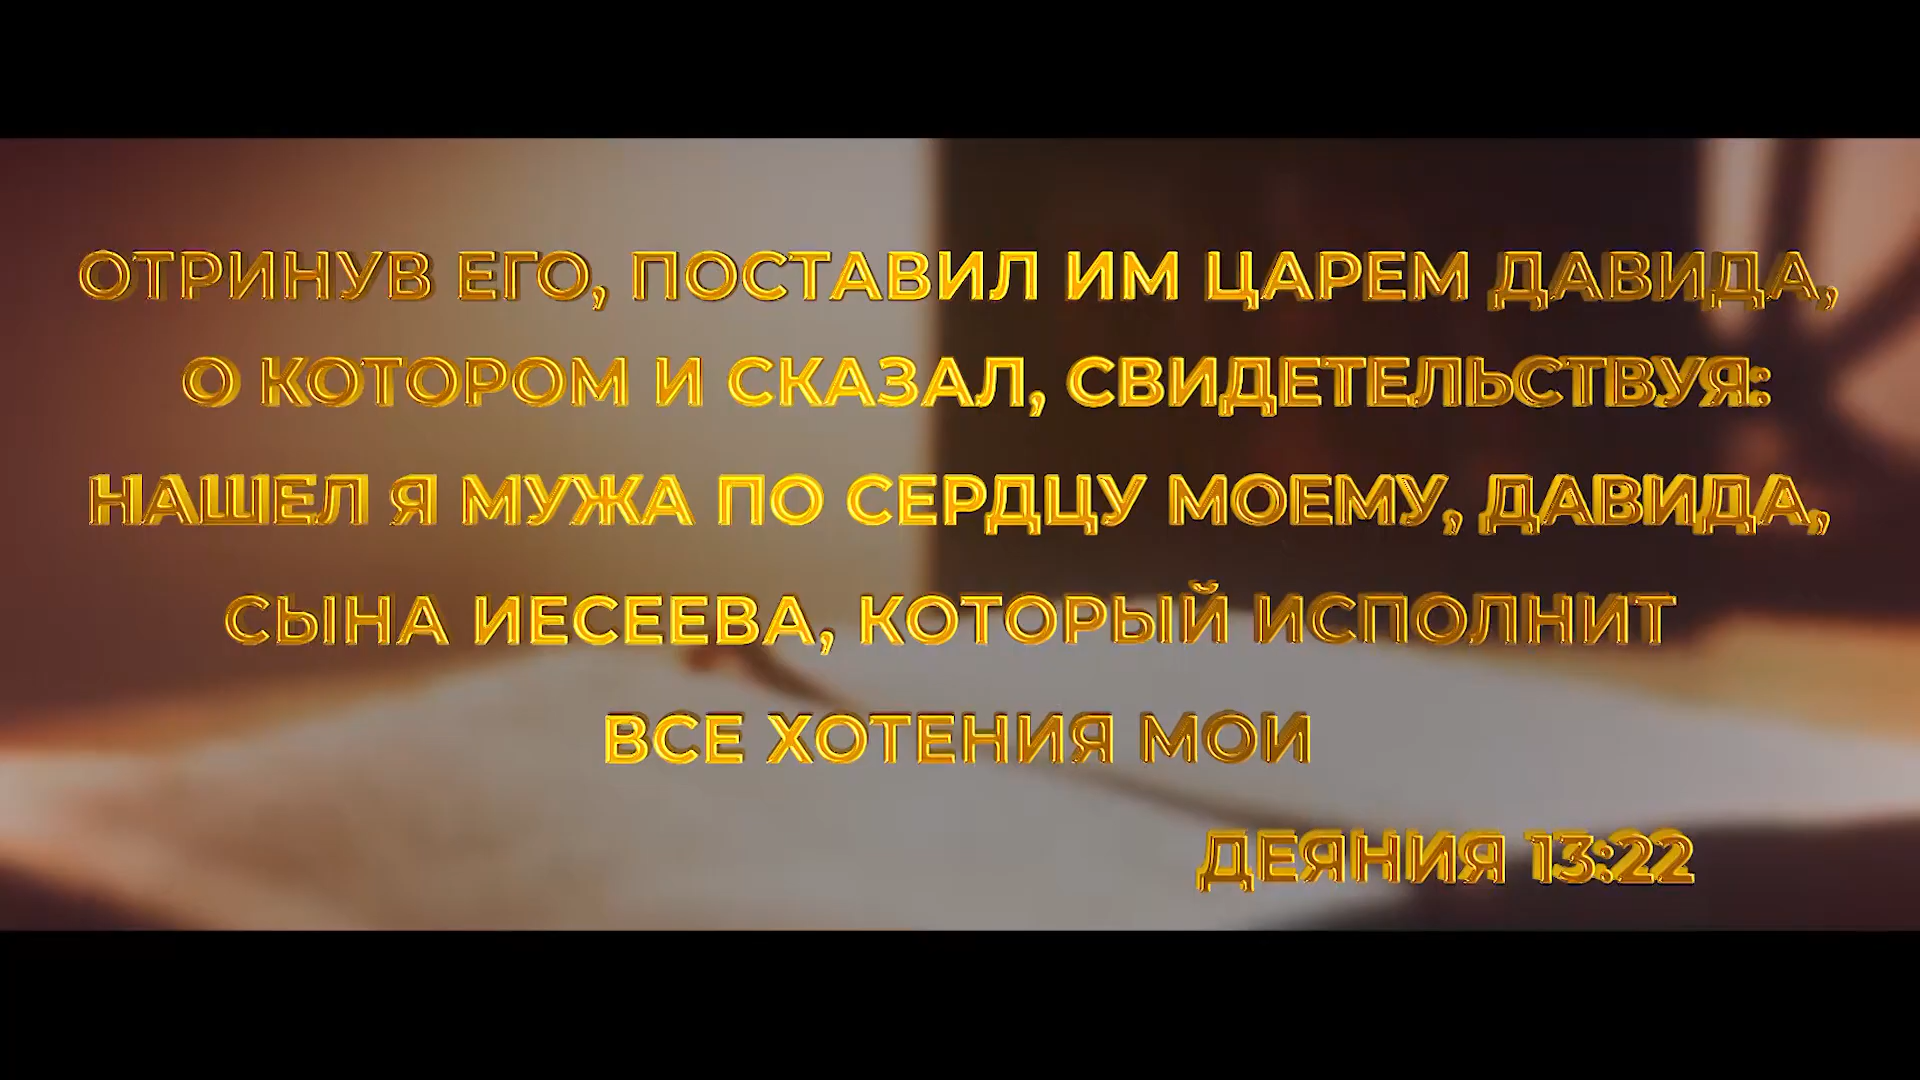 ОТРИНУВ ЕГО, ПОСТАВИЛ ИМ ЦАРЕМ ДАВИДА,
О КОТОРОМ И СКАЗАЛ, СВИДЕТЕЛЬСТВУЯ:
НАШЕЛ Я МУЖА ПО СЕРДЦУ МОЕМУ, ДАВИДА,
СЫНА ИЕСЕЕВА, КОТОРЫЙ ИСПОЛНИТ
ВСЕ ХОТЕНИЯ МОИ
ДЕЯНИЯ 13:22